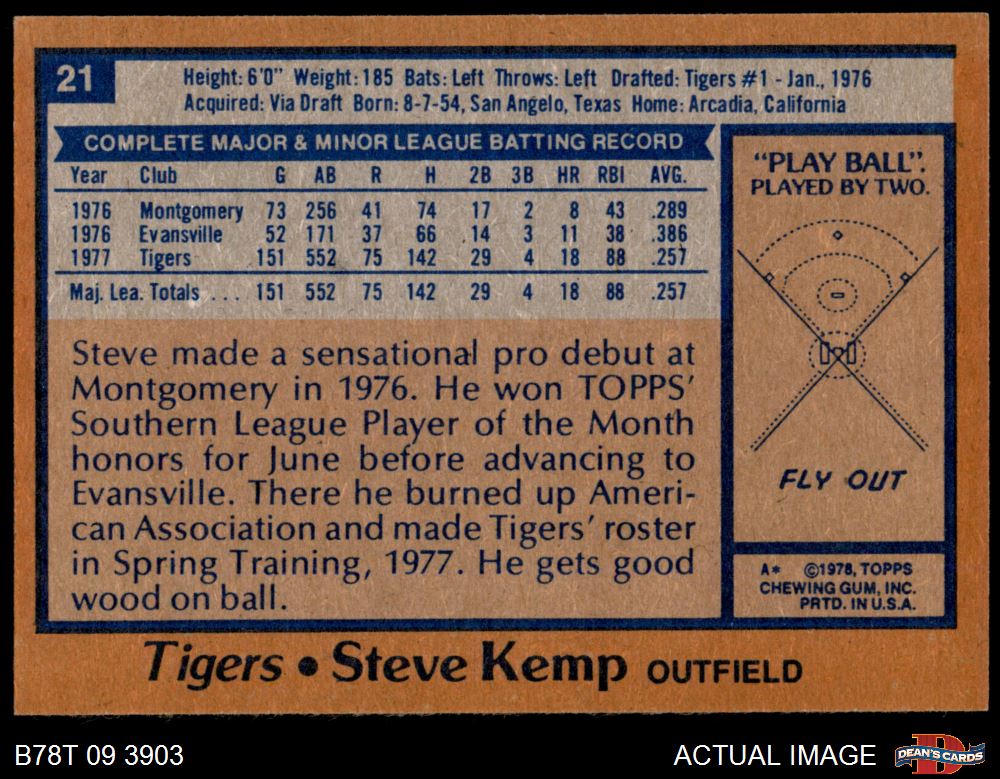 21
Height: 6'0" Weight: 185 Bats: Left Throws: Left Drafted: Tigers #1 - Jan., 1976
Acquired: Via Draft Born: 8-7-54, San Angelo, Texas Home: Arcadia, California
COMPLETE MAJOR & MINOR LEAGUE BATTING RECORD
Year Club G AB R H 2B 3B HR RBI AVG.
1976 Montgomery 73 256 41 74 17 2 8 43 .289
1976 Evansville 52 171 37 66 14 3 11 38 .386
1977 Tigers 151 552 75 142 29 4 18 88 .257
Maj. Lea. Totals ... 151 552 75 142 29 4 18 88 .257
Steve made a sensational pro debut at
Montgomery in 1976. He won TOPPS'
Southern League Player of the Month
honors for June before advancing to
Evansville. There he burned up Ameri-
can Association and made Tigers' roster
in Spring Training, 1977. He gets good
wood on ball.
"PLAY BALL".
PLAYED BY TWO.
FLY OUT
A* ©1978, TOPPS
CHEWING GUM, INC.
PRTD. IN U.S.A.
Tigers • Steve Kemp OUTFIELD
B78T 09 3903
ACTUAL IMAGE
DEAN'S CARDS